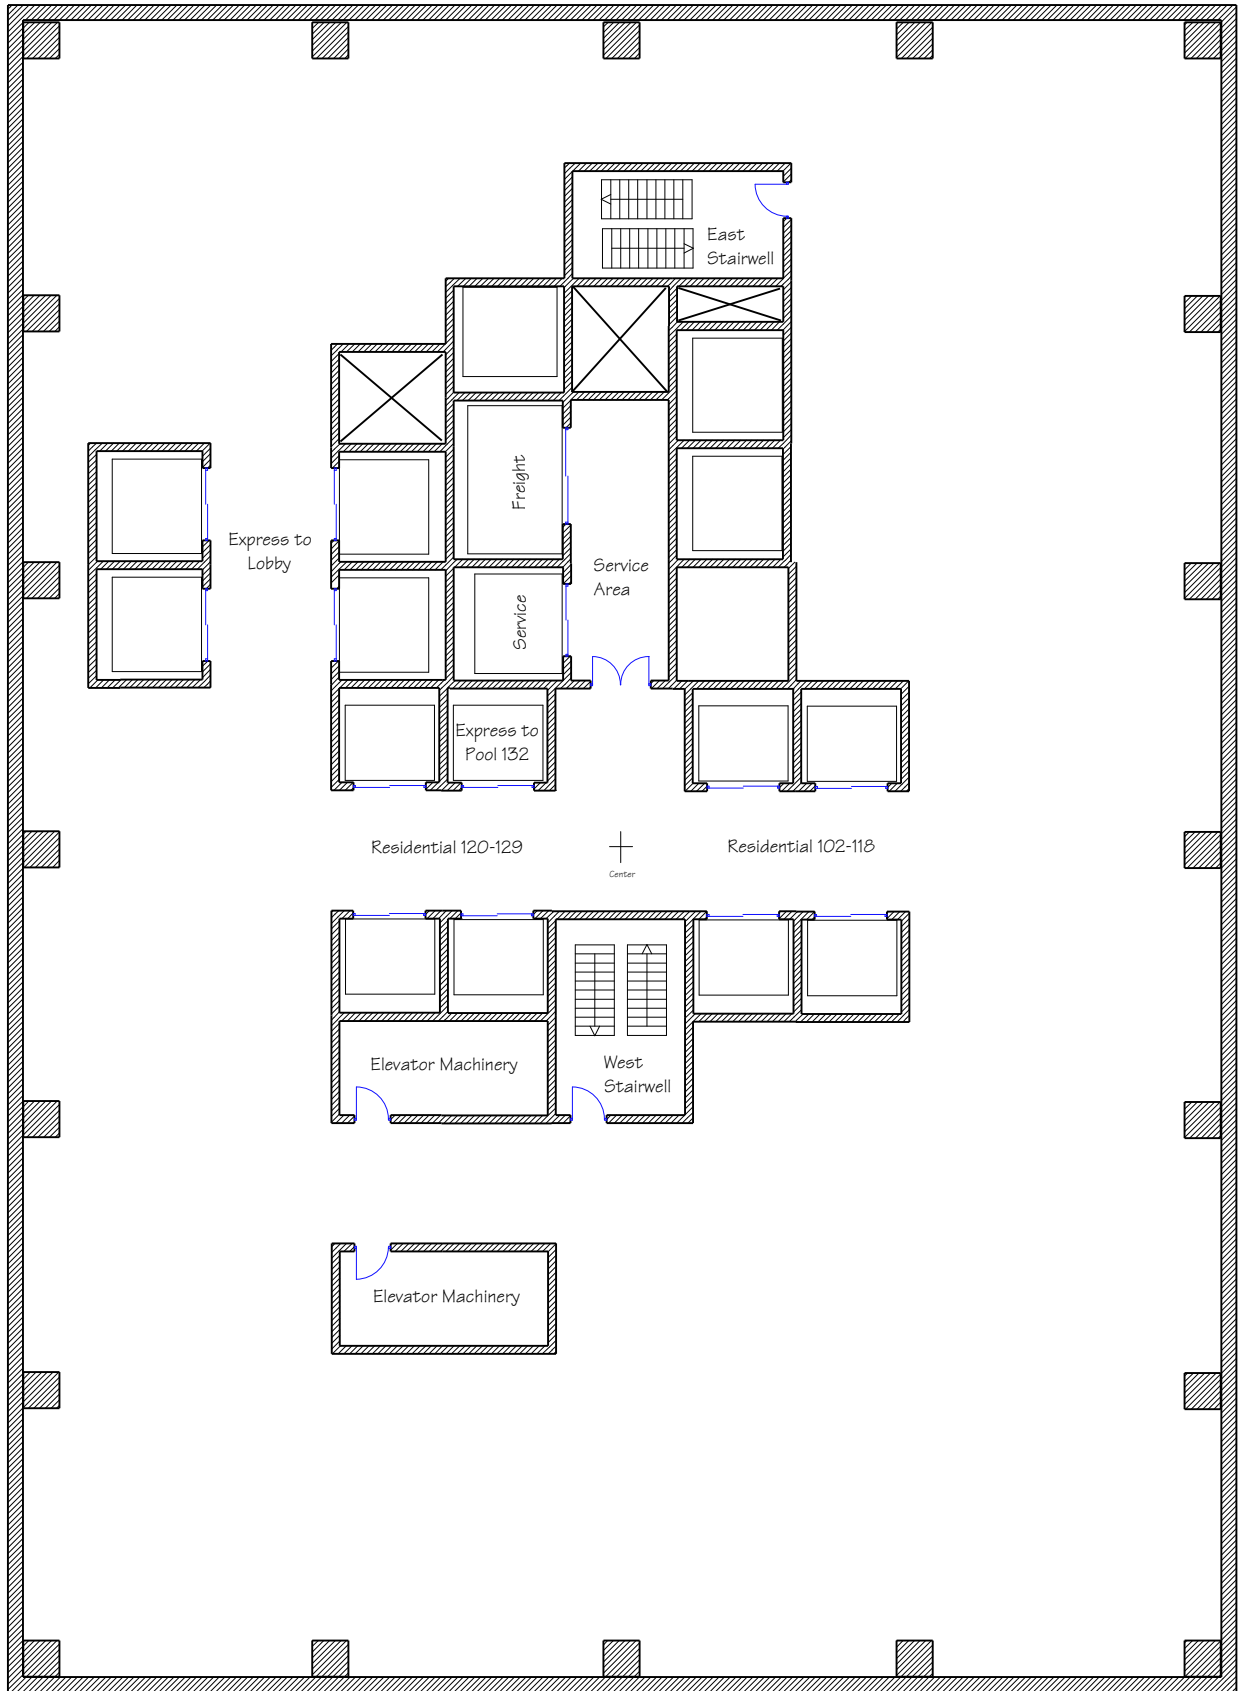 East
Stairwell
Freight
Express to
Lobby
Service
Area
Service
Express to
Pool 132
Residential 120-129
Residential 102-118
Center
Elevator Machinery
West
Stairwell
Elevator Machinery